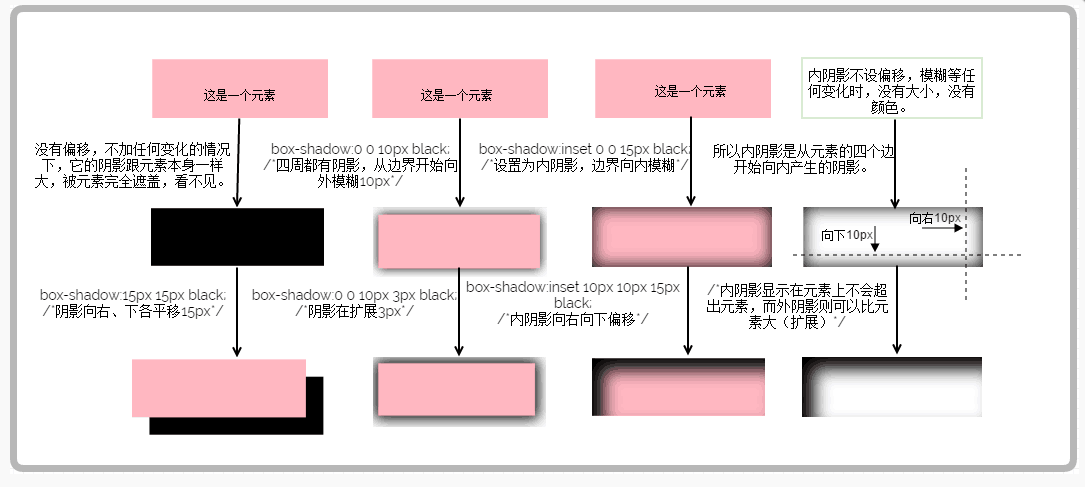 这是一个元素
这是一个元素
这是一个元素
内阴影不设偏移，模糊等任
何变化时，没有大小，没有
颜色。
没有偏移，不加任何变化的情况
下，它的阴影跟元素本身一样
大，被元素完全遮盖，看不见。
box-shadow:0 0 10px black;
/*四周都有阴影，从边界开始向
外模糊10px*/
box-shadow:inset 0 0 15px black;
/*设置为内阴影，边界向内模糊*/
所以内阴影是从元素的四个边
开始向内产生的阴影。
向右10px
向下10px
box-shadow:15px 15px black;
/*阴影向右、下各平移15px*/
box-shadow:0 0 10px 3px black;
/*阴影在扩展3px*/
box-shadow:inset 10px 10px 15px
black;
/*内阴影向右向下偏移*/
/*内阴影显示在元素上不会超
出元素，而外阴影则可以比元
素大（扩展）*/